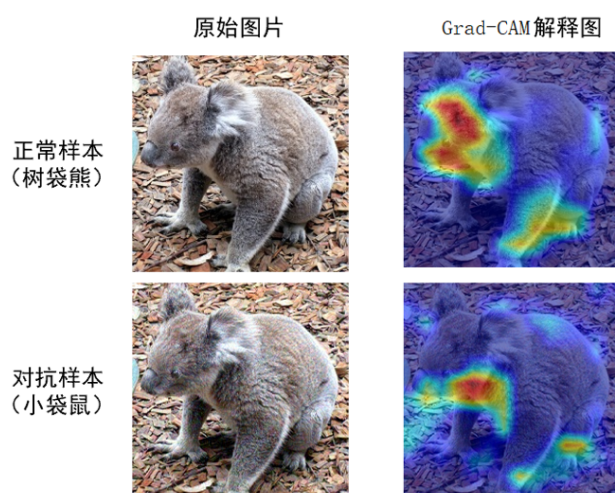 原始图片
Grad-CAM解释图
正常样本
（树袋熊）
对抗样本
（小袋鼠）